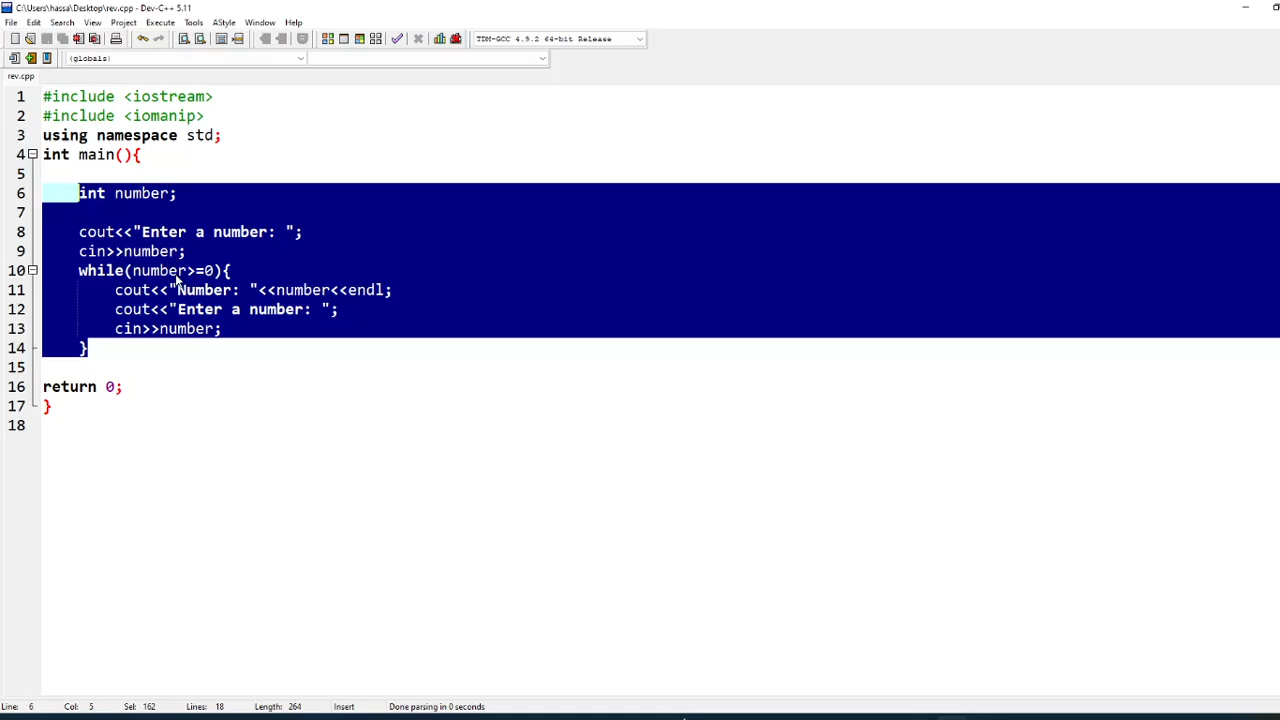 C:\Users\hassa\Desktop\rev.cpp - Dev-C++ 5.11
File Edit Search View Project Execute Tools AStyle Window Help
TDM-GCC 4.9.2 64-bit Release
(globals)
rev.cpp
1 #include <iostream>
2 #include <iomanip>
3 using namespace std;
4 int main(){
5
6 int number;
7
8 cout<<"Enter a number: ";
9 cin>>number;
10 while(number>=0){
11 cout<<"Number: "<<number<<endl;
12 cout<<"Enter a number: ";
13 cin>>number;
14 }
15
16 return 0;
17 }
18
Line: 6 Col: 5 Sel: 162 Lines: 18 Length: 264 Insert Done parsing in 0 seconds